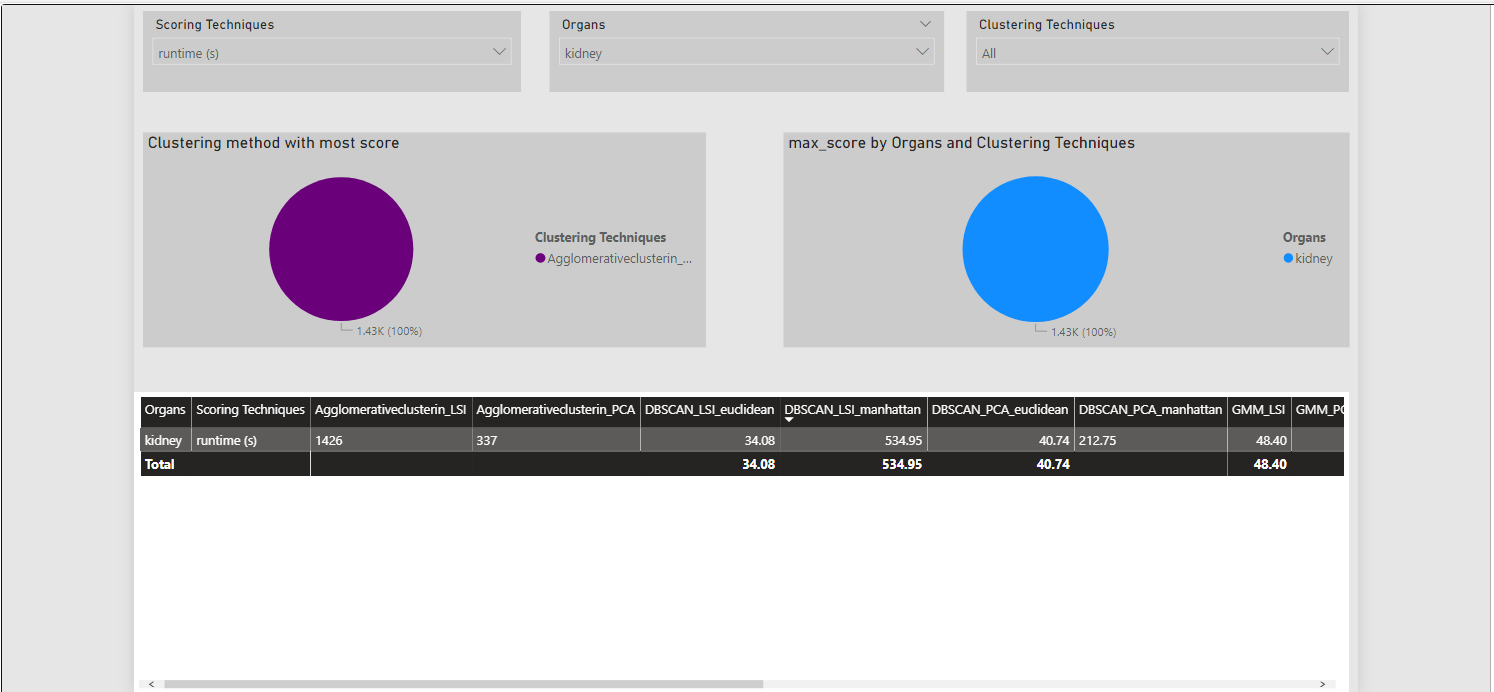 Scoring Techniques
runtime (s)
Organs
kidney
Clustering Techniques
All
Clustering method with most score
Clustering Techniques
Agglomerativeclusterin_...
1.43K (100%)
max_score by Organs and Clustering Techniques
Organs
kidney
1.43K (100%)
Organs Scoring Techniques Agglomerativeclusterin_LSI Agglomerativeclusterin_PCA DBSCAN_LSI_euclidean DBSCAN_LSI_manhattan DBSCAN_PCA_euclidean DBSCAN_PCA_manhattan GMM_LSI GMM_PC
kidney runtime (s) 1426 337 34.08 534.95 40.74 212.75 48.40
Total 34.08 534.95 40.74 48.40